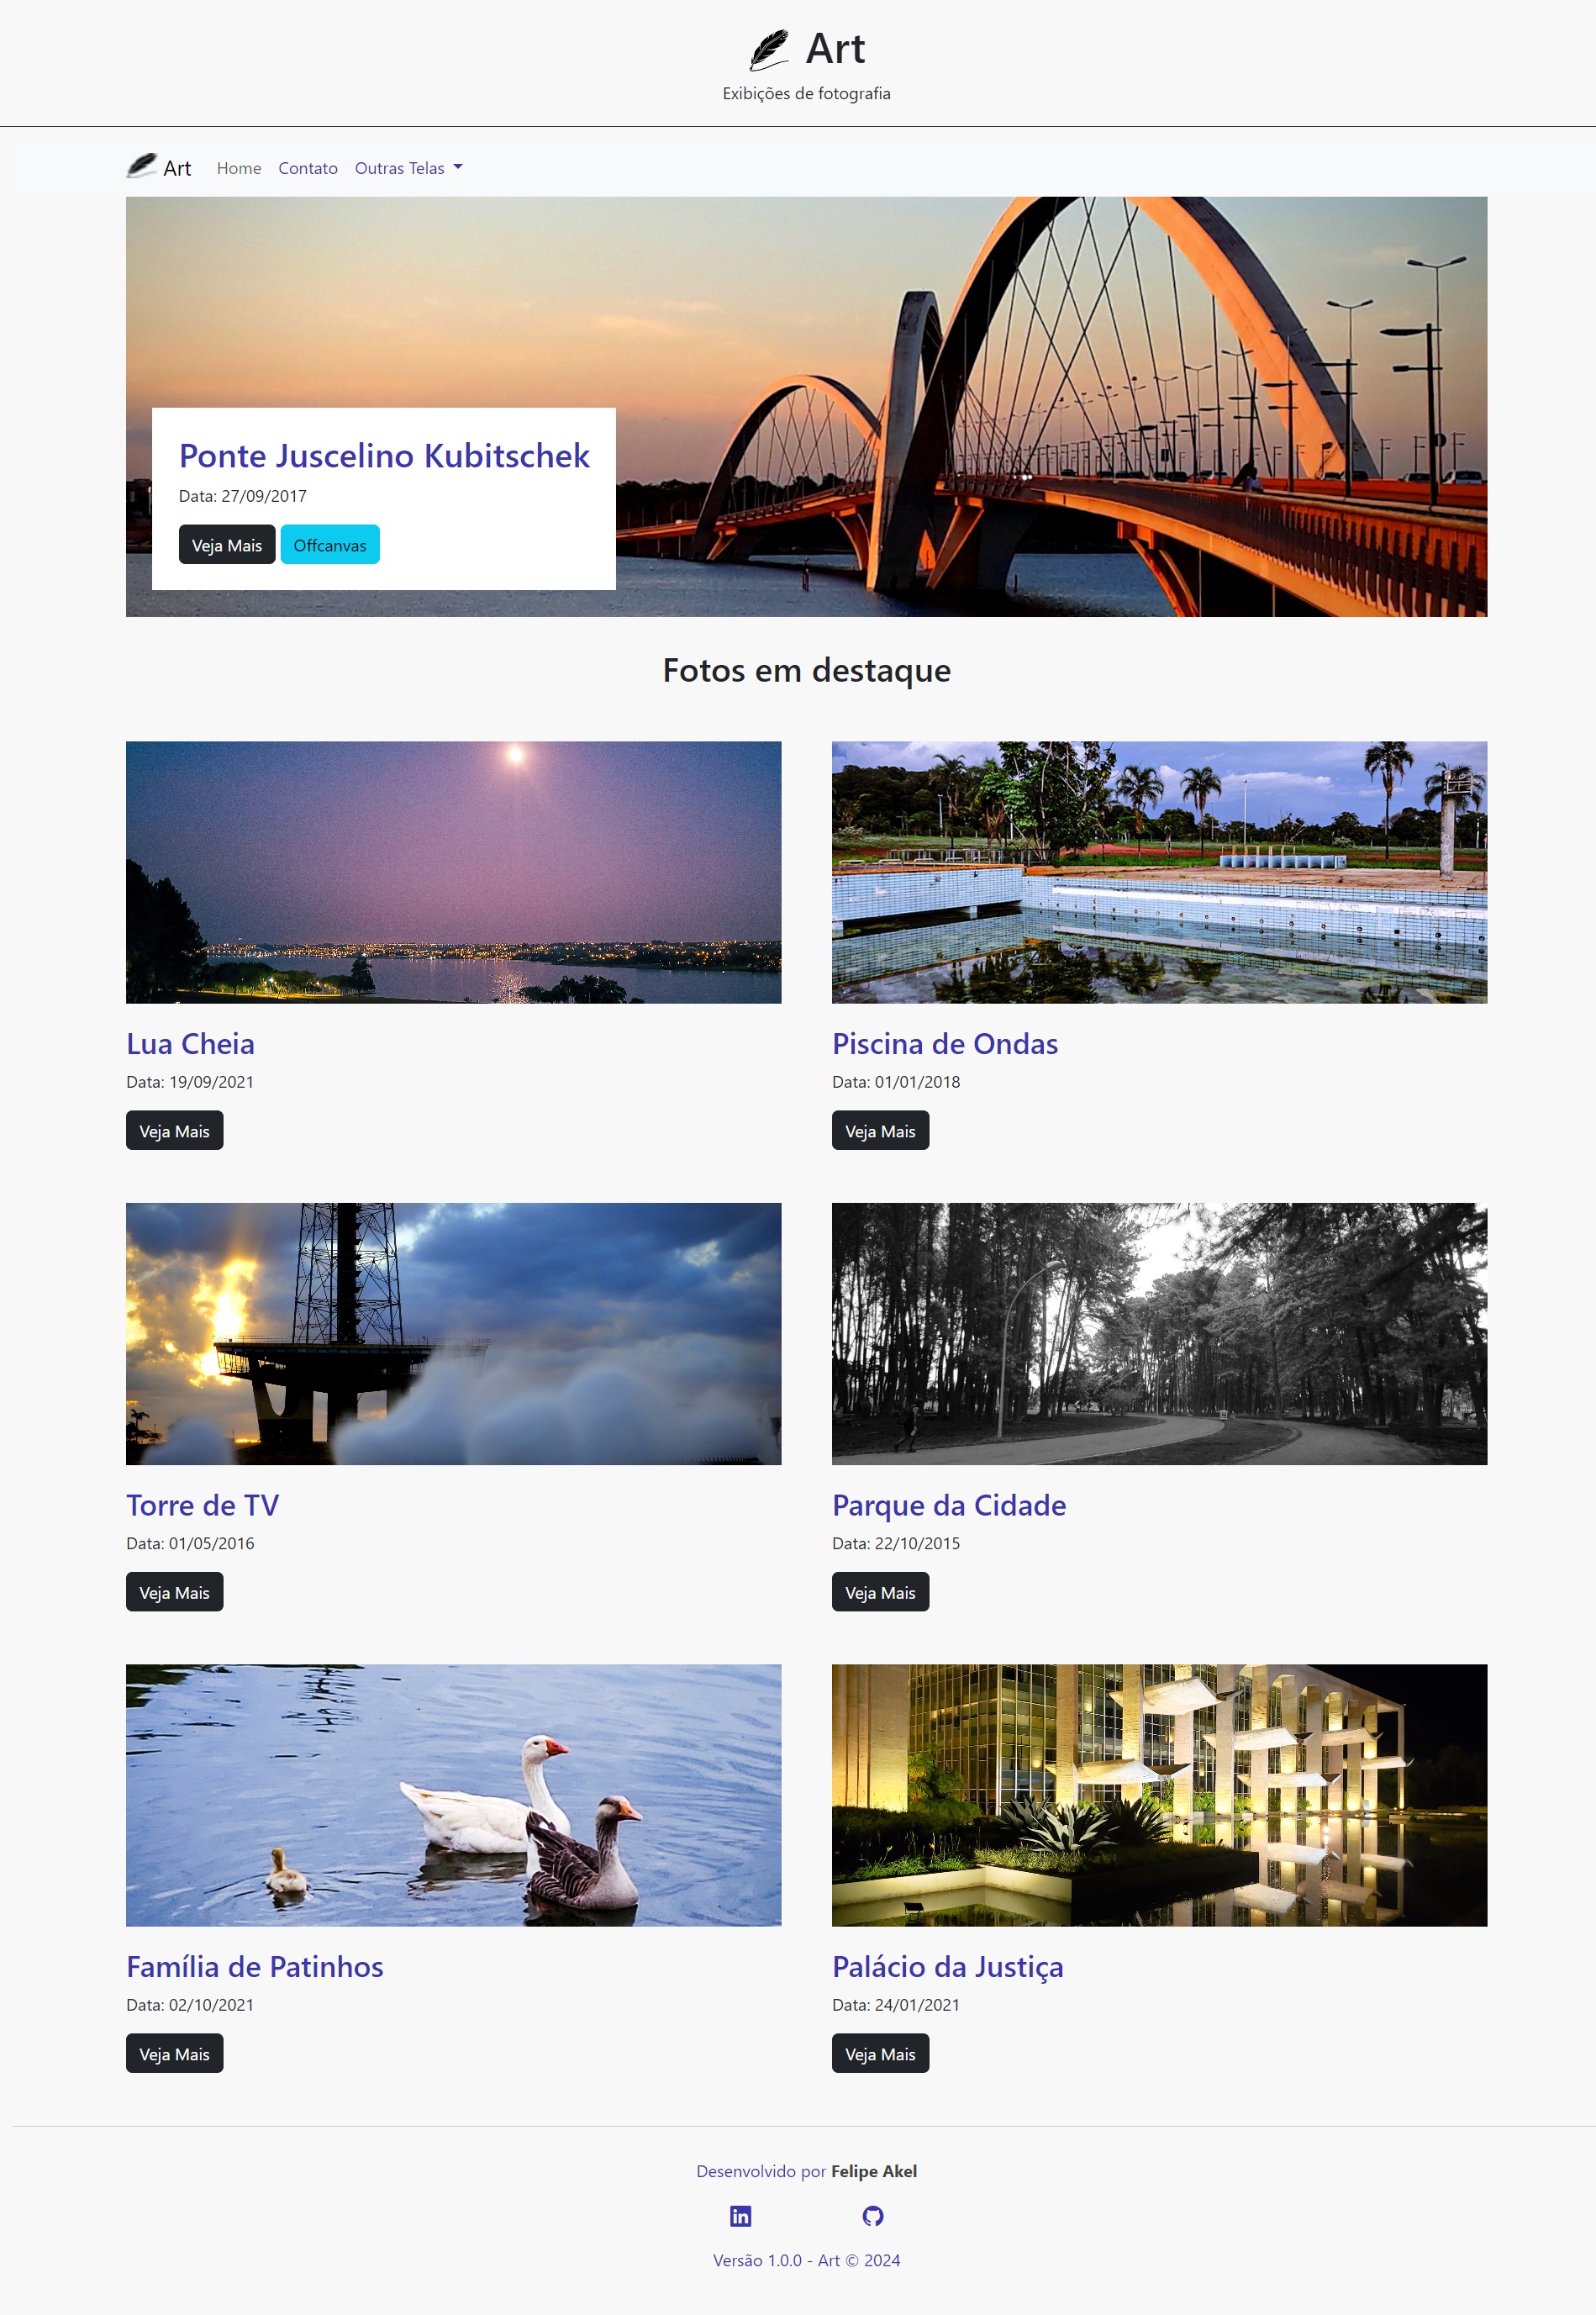 Art
Exibições de fotografia
Art Home Contato Outras Telas
Ponte Juscelino Kubitschek
Data: 27/09/2017
Veja Mais Offcanvas
Fotos em destaque
Lua Cheia
Data: 19/09/2021
Veja Mais
Piscina de Ondas
Data: 01/01/2018
Veja Mais
Torre de TV
Data: 01/05/2016
Veja Mais
Parque da Cidade
Data: 22/10/2015
Veja Mais
Família de Patinhos
Data: 02/10/2021
Veja Mais
Palácio da Justiça
Data: 24/01/2021
Veja Mais
Desenvolvido por Felipe Akel
in
Versão 1.0.0 - Art © 2024